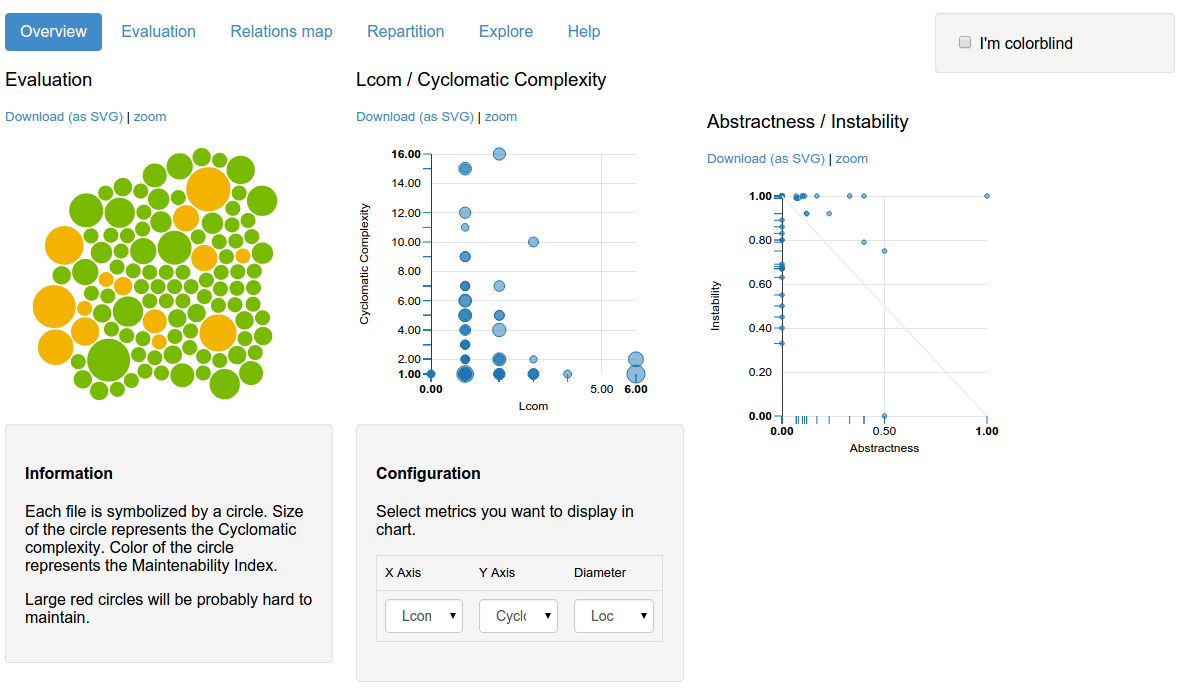 Overview Evaluation Relations map Repartition Explore Help
I'm colorblind
Evaluation
Download (as SVG) | zoom
Information
Each file is symbolized by a circle. Size
of the circle represents the Cyclomatic
complexity. Color of the circle
represents the Maintenability Index.
Large red circles will be probably hard to
maintain.
Lcom / Cyclomatic Complexity
Download (as SVG) | zoom
16.00
14.00
12.00
10.00
8.00
6.00
4.00
2.00
1.00
Cyclomatic Complexity
0.00 5.00 6.00
Lcom
Configuration
Select metrics you want to display in
chart.
X Axis Y Axis Diameter
Lcon Cyclc Loc
Abstractness / Instability
Download (as SVG) | zoom
1.00
0.80
0.60
0.40
0.20
0.00
Instability
0.00 0.50 1.00
Abstractness